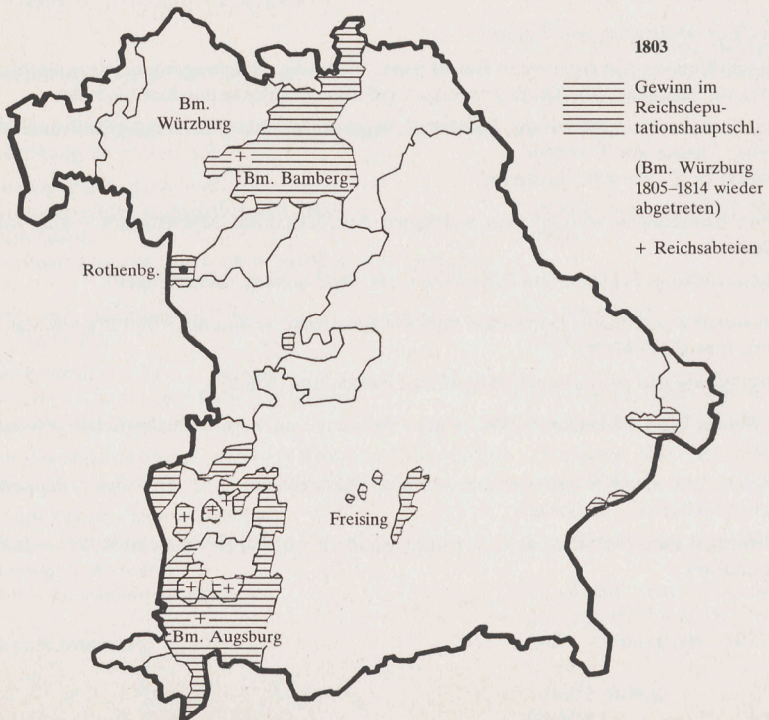 1803
Gewinn im
Reichsdepu-
tationshauptschl.
(Bm. Würzburg
1805–1814 wieder
abgetreten)
+ Reichsabteien
Bm.
Würzburg
Bm. Bamberg
Rothenbg.
Freising
Bm. Augsburg